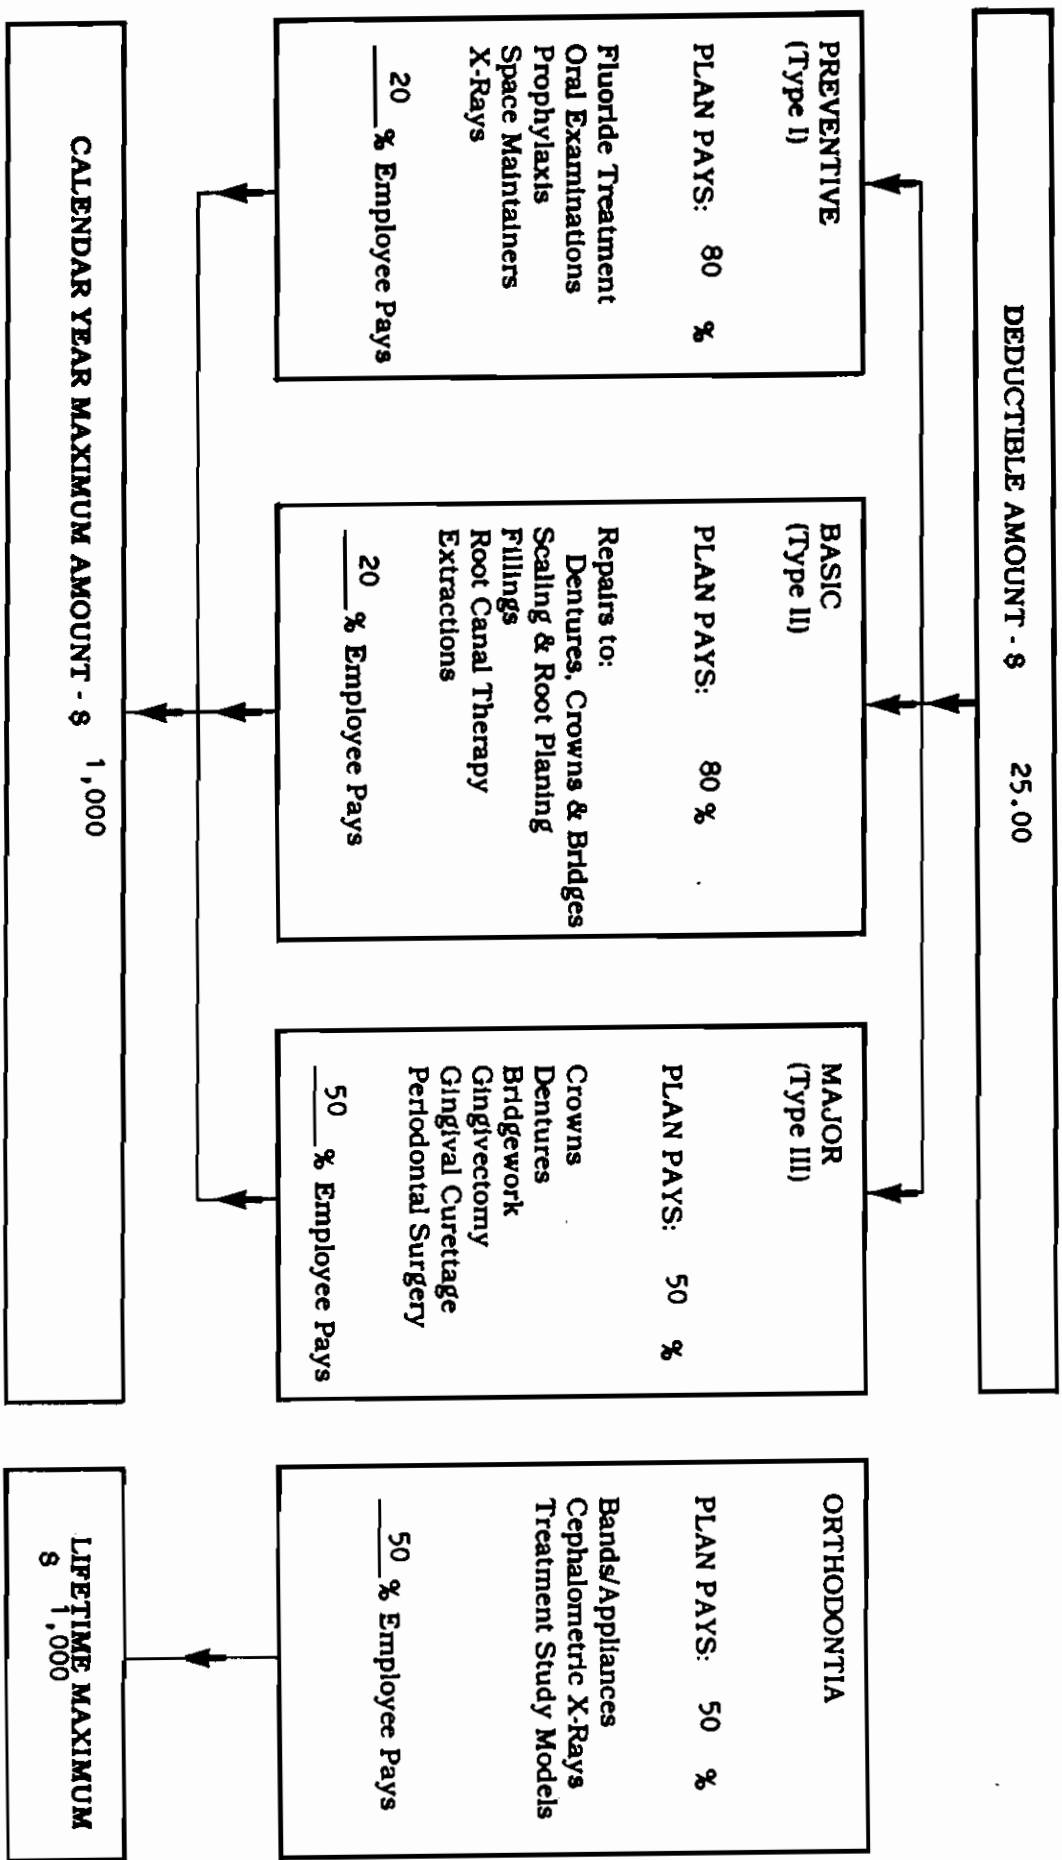 DEDUCTIBLE AMOUNT - $ 25.00
PREVENTIVE
(Type I)
PLAN PAYS: 80 %
Fluoride Treatment
Oral Examinations
Prophylaxis
Space Maintainers
X-Rays
20 % Employee Pays
BASIC
(Type II)
PLAN PAYS: 80 %
Repairs to:
Dentures, Crowns & Bridges
Scaling & Root Planing
Fillings
Root Canal Therapy
Extractions
20 % Employee Pays
MAJOR
(Type III)
PLAN PAYS: 50 %
Crowns
Dentures
Bridgework
Gingivectomy
Gingival Curettage
Periodontal Surgery
50 % Employee Pays
ORTHODONTIA
PLAN PAYS: 50 %
Bands/Appliances
Cephalometric X-Rays
Treatment Study Models
50 % Employee Pays
CALENDAR YEAR MAXIMUM AMOUNT - $ 1,000
LIFETIME MAXIMUM
$ 1,000